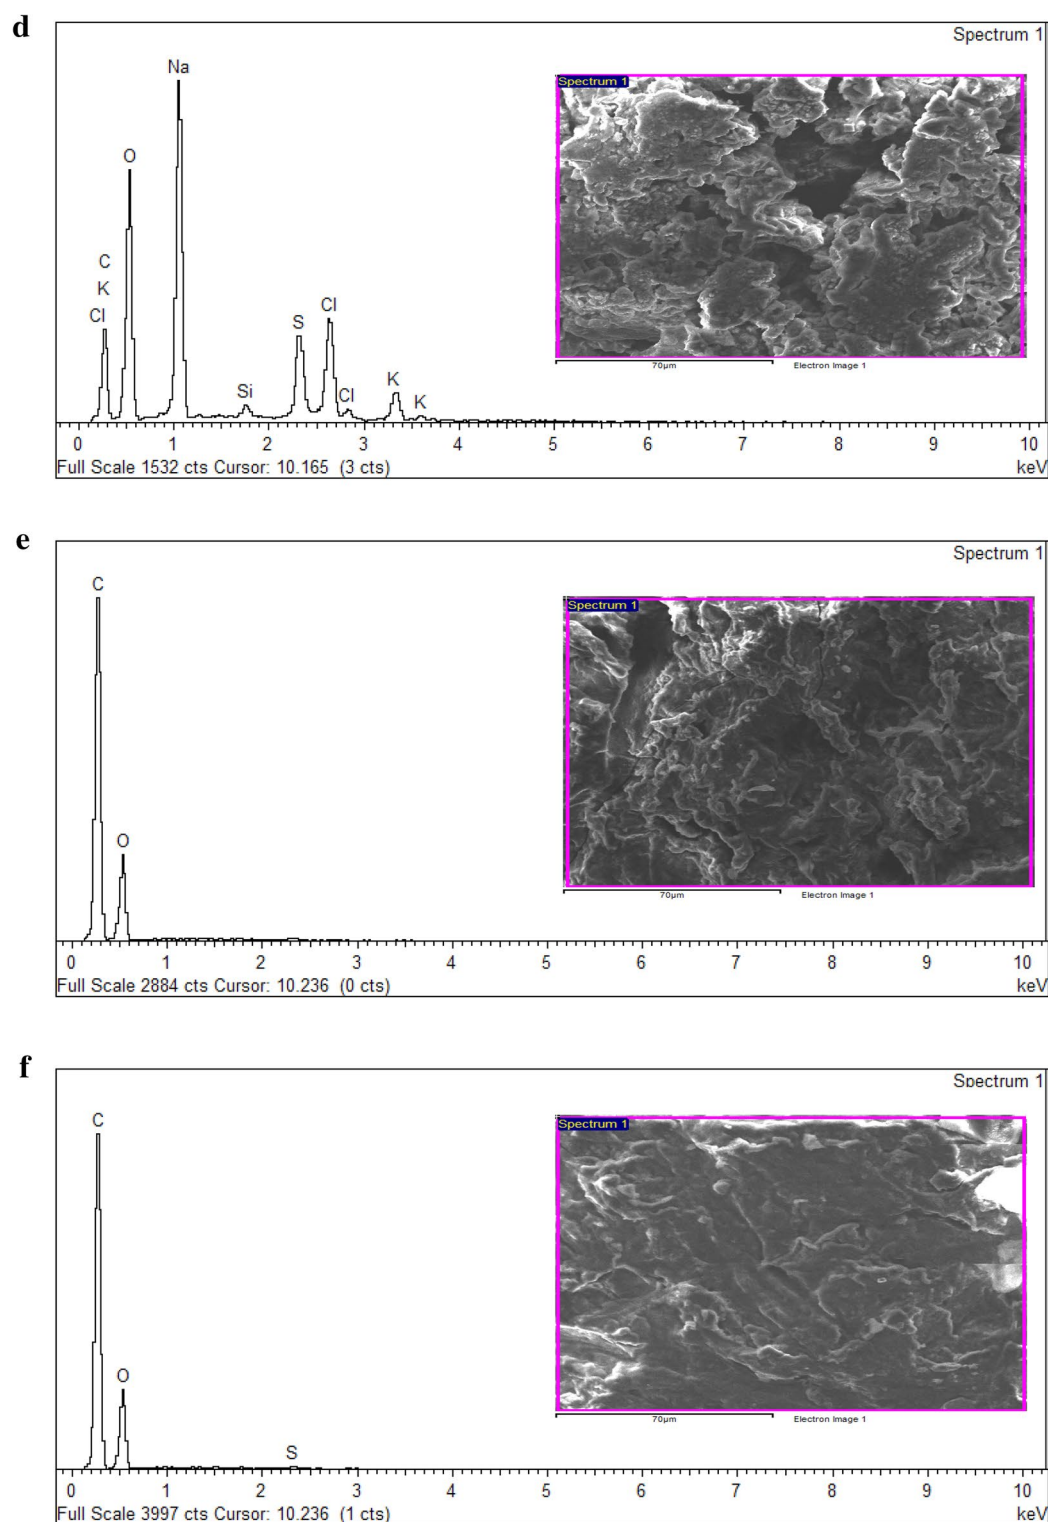 d
Spectrum 1
Na
Spectrum 1
O
C
K
Cl
Cl
S
Si
Cl
K
K
70µm
Electron Image 1
0 1 2 3 4 5 6 7 8 9 10
Full Scale 1532 cts Cursor: 10.165 (3 cts)
keV
e
Spectrum 1
C
Spectrum 1
O
70µm
Electron Image 1
0 1 2 3 4 5 6 7 8 9 10
Full Scale 2884 cts Cursor: 10.236 (0 cts)
keV
f
Spectrum 1
C
Spectrum 1
O
S
70µm
Electron Image 1
0 1 2 3 4 5 6 7 8 9 10
Full Scale 3997 cts Cursor: 10.236 (1 cts)
keV